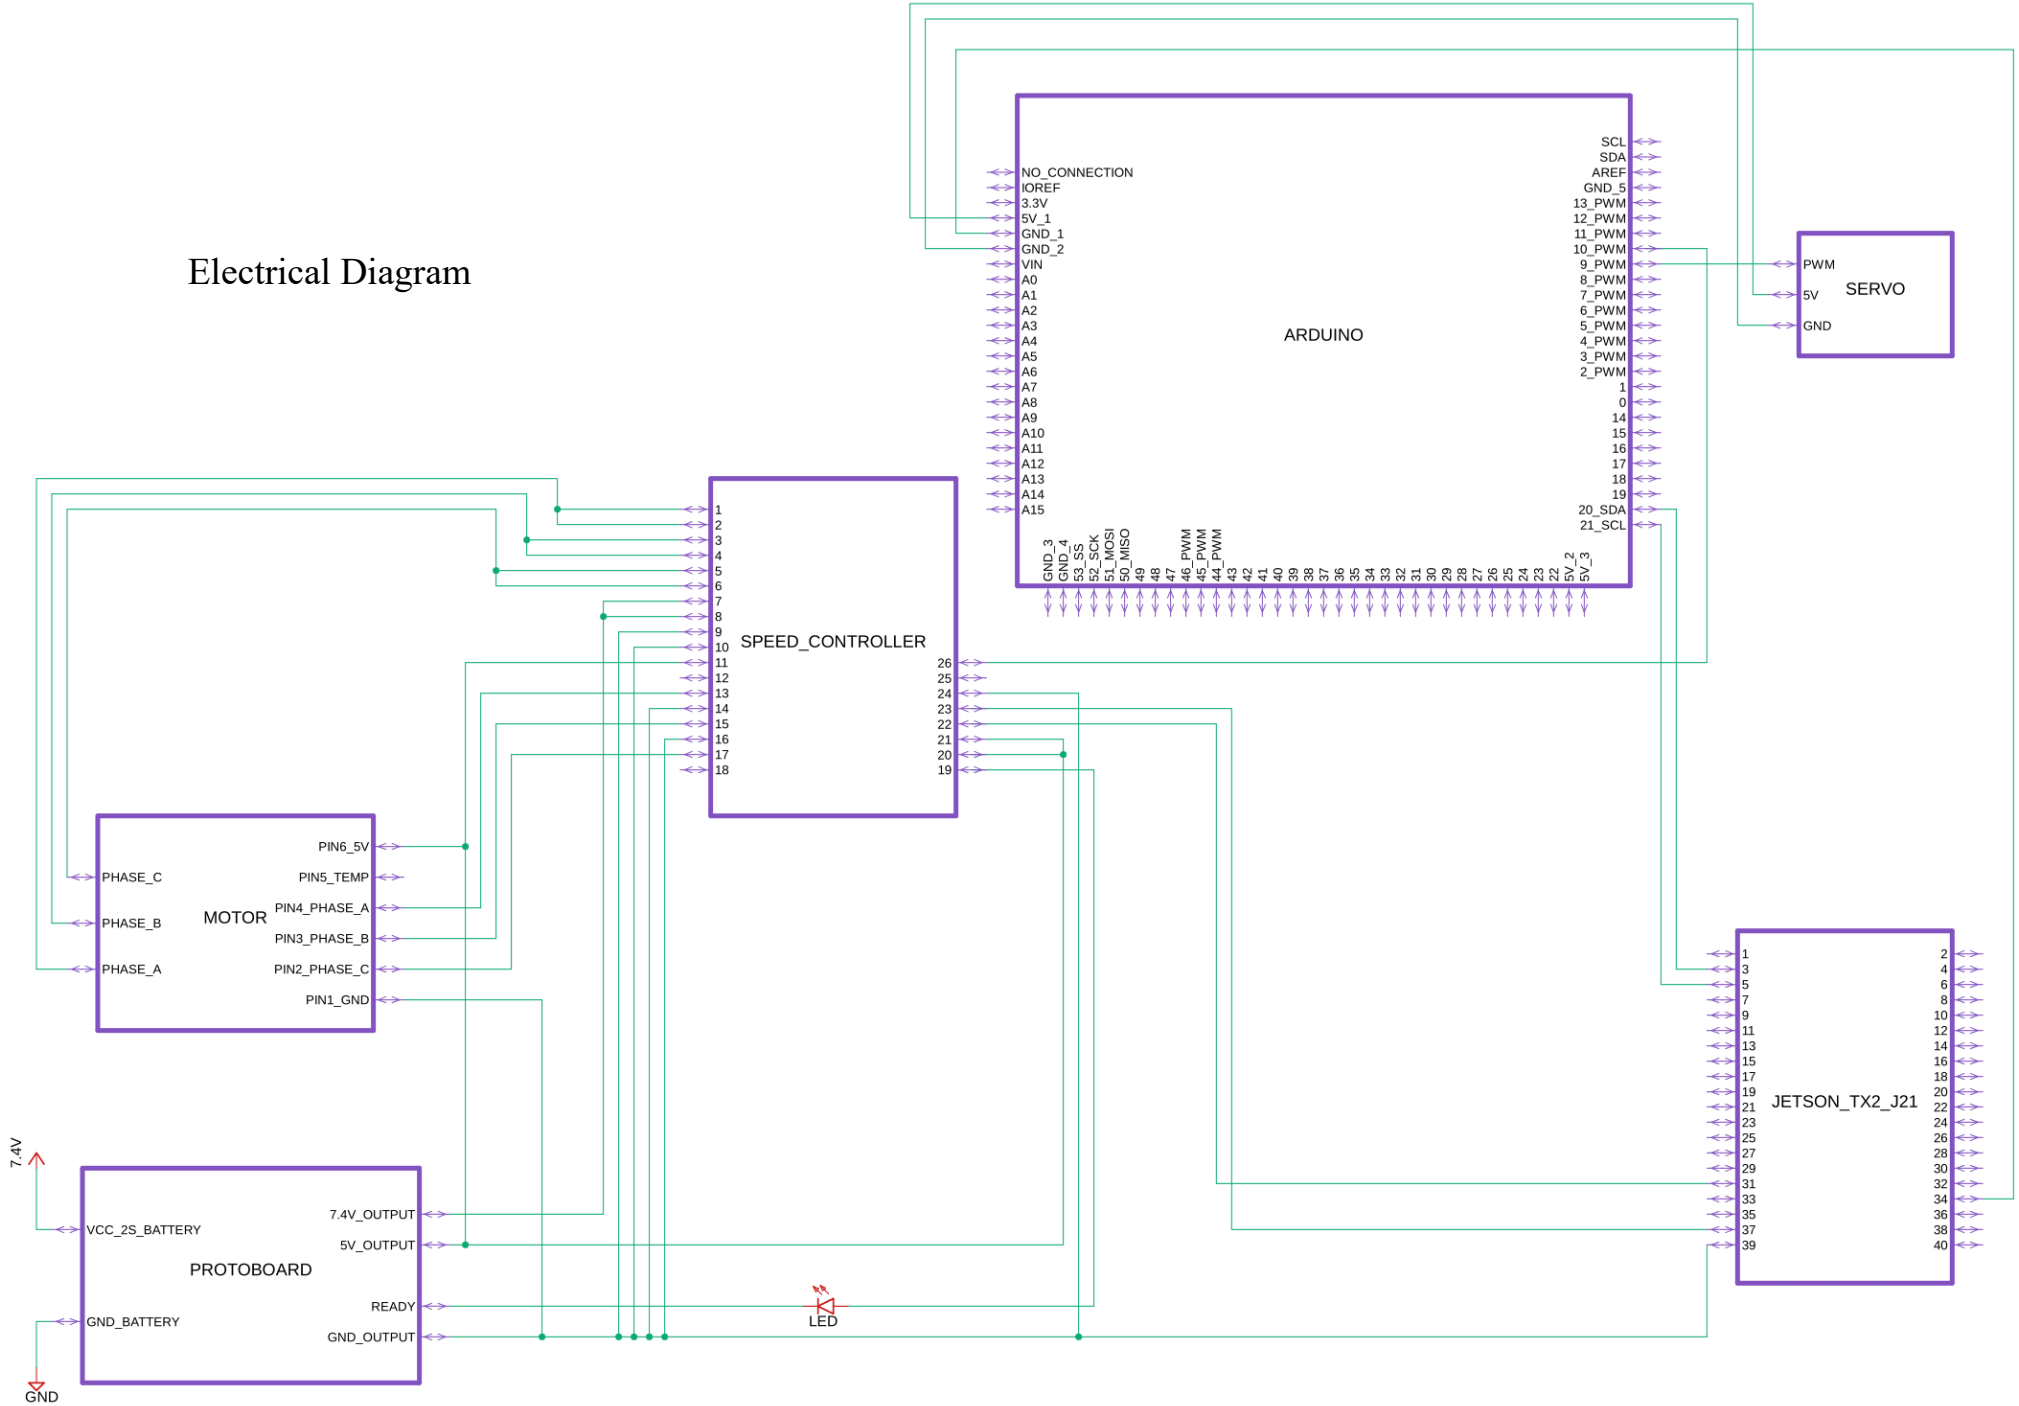 Electrical Diagram
ARDUINO
NO_CONNECTION
IOREF
3.3V
5V_1
GND_1
GND_2
VIN
A0
A1
A2
A3
A4
A5
A6
A7
A8
A9
A10
A11
A12
A13
A14
A15
SCL
SDA
AREF
GND_5
13_PWM
12_PWM
11_PWM
10_PWM
9_PWM
8_PWM
7_PWM
6_PWM
5_PWM
4_PWM
3_PWM
2_PWM
1
0
14
15
16
17
18
19
20_SDA
21_SCL
GND_3
GND_4
53_SS
52_SCK
51_MOSI
50_MISO
49
48
47
46_PWM
45_PWM
44_PWM
43
42
41
40
39
38
37
36
35
34
33
32
31
30
29
28
27
26
25
24
23
22
5V_2
5V_3
SERVO
PWM
5V
GND
SPEED_CONTROLLER
1
2
3
4
5
6
7
8
9
10
11
12
13
14
15
16
17
18
26
25
24
23
22
21
20
19
MOTOR
PHASE_C
PHASE_B
PHASE_A
PIN6_5V
PIN5_TEMP
PIN4_PHASE_A
PIN3_PHASE_B
PIN2_PHASE_C
PIN1_GND
JETSON_TX2_J21
1
3
5
7
9
11
13
15
17
19
21
23
25
27
29
31
33
35
37
39
2
4
6
8
10
12
14
16
18
20
22
24
26
28
30
32
34
36
38
40
7.4V
PROTOBOARD
VCC_2S_BATTERY
GND_BATTERY
7.4V_OUTPUT
5V_OUTPUT
READY
GND_OUTPUT
LED
GND